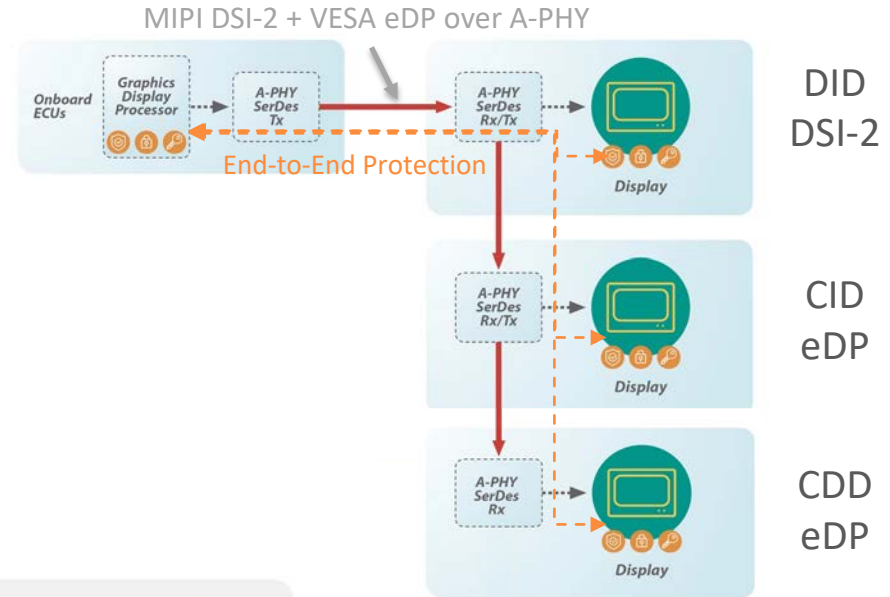 MIPI DSI-2 + VESA eDP over A-PHY
Onboard
ECUs
Graphics
Display
Processor
A-PHY
SerDes
Tx
End-to-End Protection
A-PHY
SerDes
Rx/Tx
Display
DID
DSI-2
A-PHY
SerDes
Rx/Tx
Display
CID
eDP
A-PHY
SerDes
Rx
Display
CDD
eDP